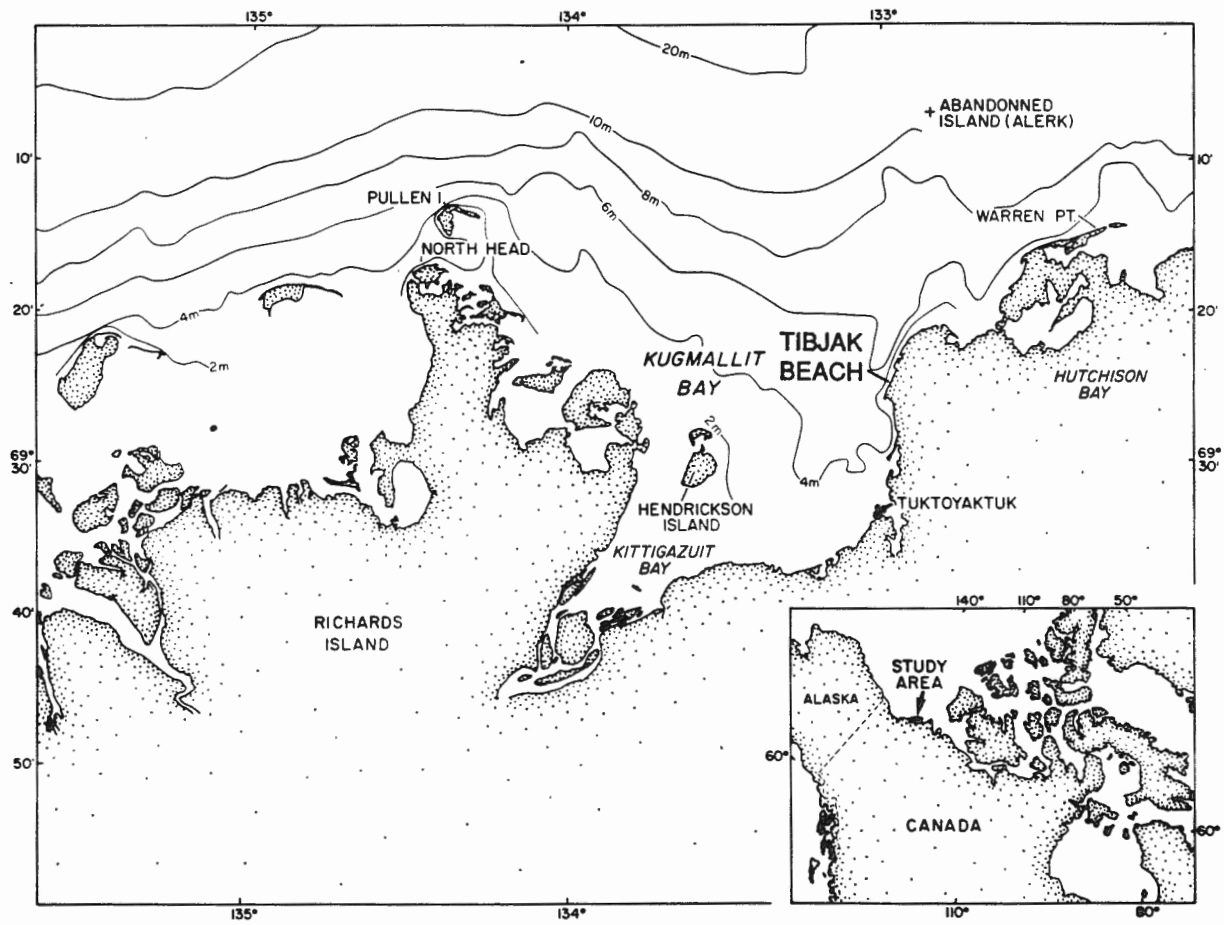 135°
134°
133°
20m
+ ABANDONNED
ISLAND (ALERK)
10m
10'
10'
8m
PULLEN I.
6m
WARREN PT.
NORTH HEAD
20'
20'
4m
TIBJAK
BEACH
KUGMALLIT
BAY
2m
HUTCHISON
BAY
2m
69°
30'
69°
30'
4m
HENDRICKSON
ISLAND
TUKTOYAKTUK
KITTIGAZUIT
BAY
40'
RICHARDS
ISLAND
50'
135°
134°
140°
110°
80°
50°
STUDY
AREA
ALASKA
60°
CANADA
60°
110°
80°